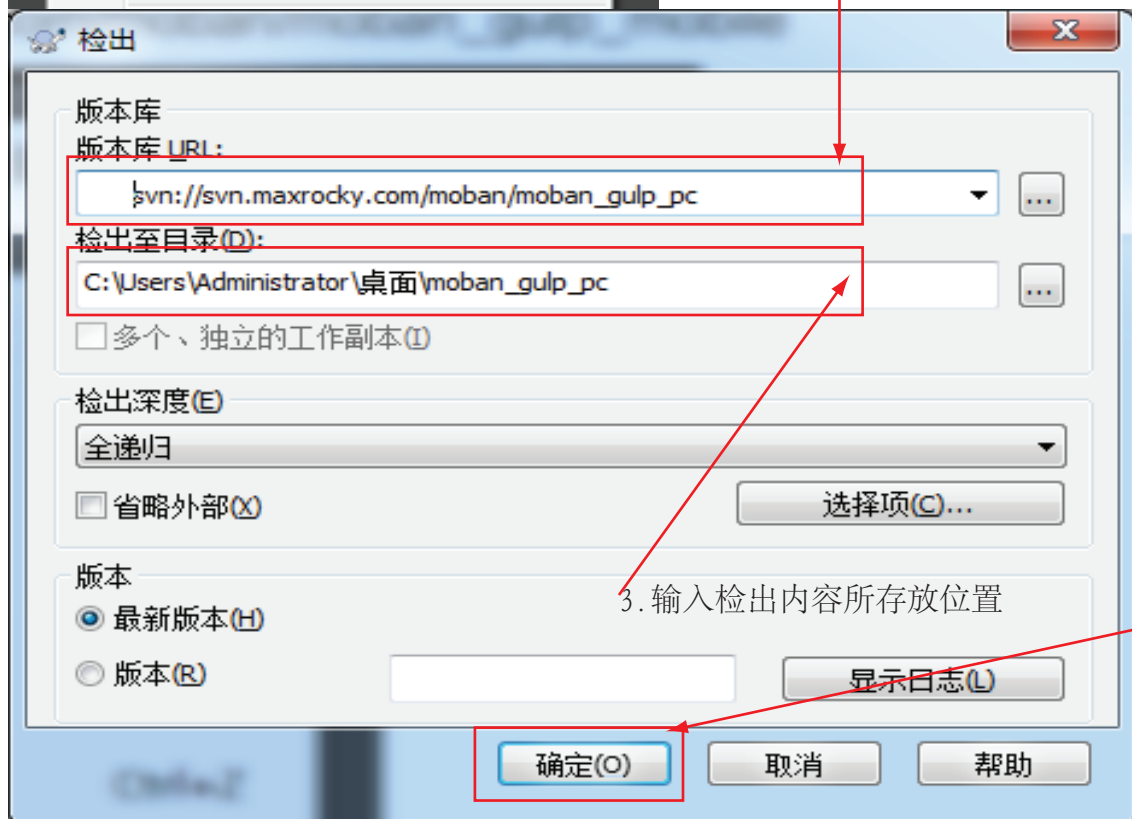 检出
版本库
版本库 URL:
svn://svn.maxrocky.com/moban/moban_gulp_pc
...
检出至目录(D):
C:\Users\Administrator\桌面\moban_gulp_pc
...
多个、独立的工作副本(I)
检出深度(E)
全递归
省略外部(X)
选择项(C)...
版本
3.输入检出内容所存放位置
最新版本(H)
版本(R)
显示日志(L)
确定(O)
取消
帮助
Ctrl+Z